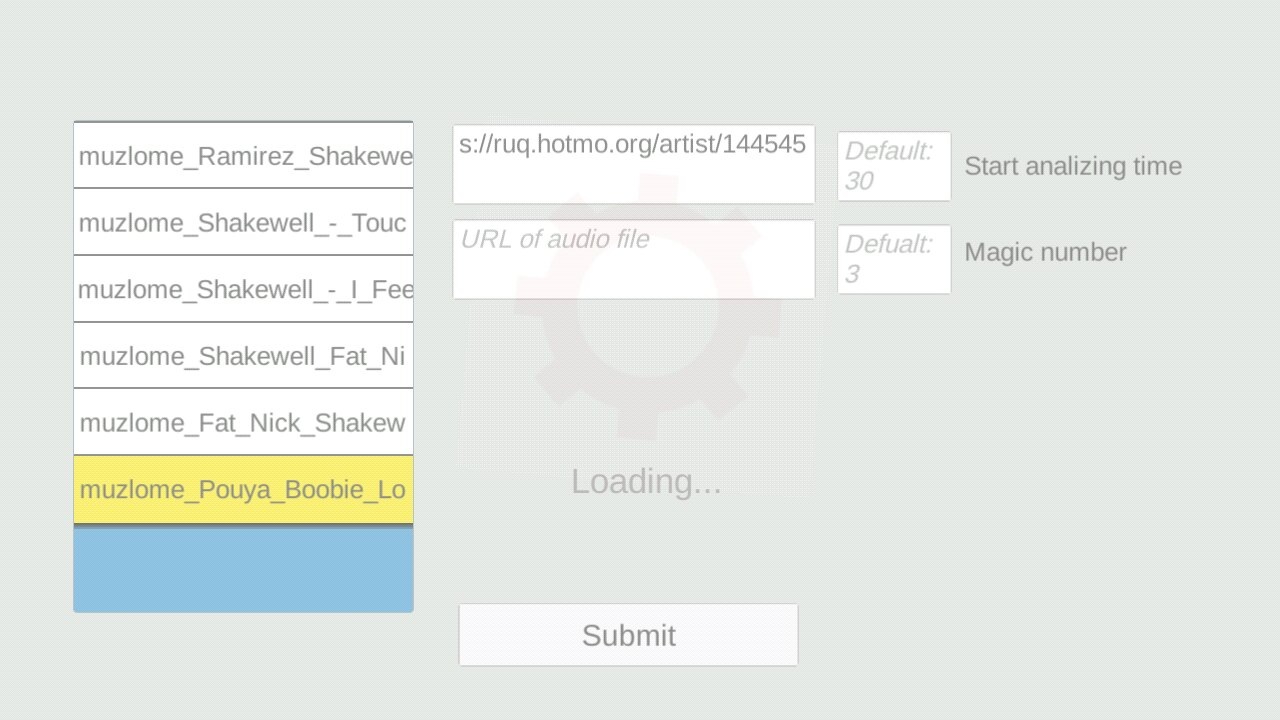 muzlome_Ramirez_Shakewe
muzlome_Shakewell_-_Touc
muzlome_Shakewell_-_I_Fee
muzlome_Shakewell_Fat_Ni
muzlome_Fat_Nick_Shakew
muzlome_Pouya_Boobie_Lo
s://ruq.hotmo.org/artist/144545
URL of audio file
Default:
30
Start analizing time
Defualt:
3
Magic number
Loading...
Submit